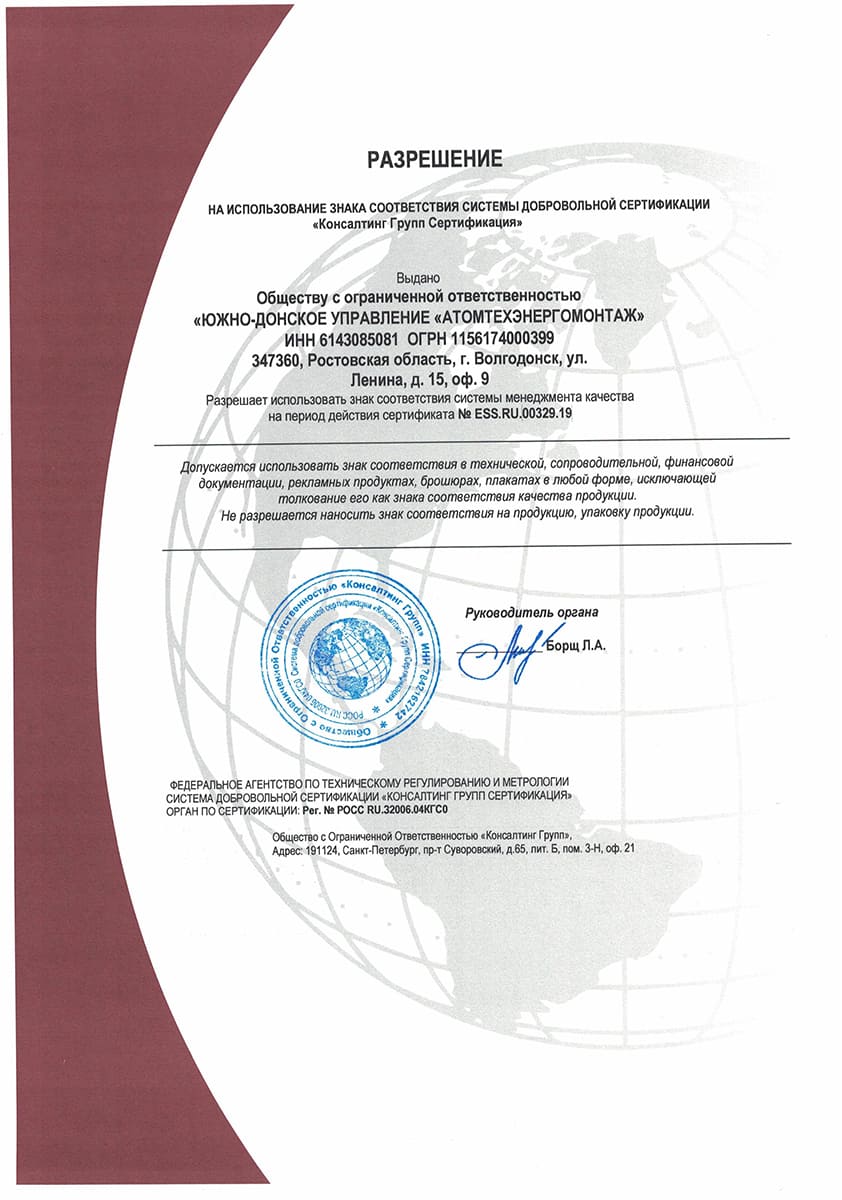 РАЗРЕШЕНИЕ
НА ИСПОЛЬЗОВАНИЕ ЗНАКА СООТВЕТСТВИЯ СИСТЕМЫ ДОБРОВОЛЬНОЙ СЕРТИФИКАЦИИ
«Консалтинг Групп Сертификация»
Выдано
Обществу с ограниченной ответственностью
«ЮЖНО-ДОНСКОЕ УПРАВЛЕНИЕ «АТОМТЕХЭНЕРГОМОНТАЖ»
ИНН 6143085081 ОГРН 1156174000399
347360, Ростовская область, г. Волгодонск, ул.
Ленина, д. 15, оф. 9
Разрешает использовать знак соответствия системы менеджмента качества
на период действия сертификата № ESS.RU.00329.19
Допускается использовать знак соответствия в технической, сопроводительной, финансовой
документации, рекламных продуктах, брошюрах, плакатах в любой форме, исключающей
толкование его как знака соответствия качества продукции.
Не разрешается наносить знак соответствия на продукцию, упаковку продукции.
Общество с Ограниченной Ответственностью «Консалтинг Групп» ИНН 7842162742
Система добровольной сертификации «Консалтинг Групп Сертификация»
РОСС RU.32006.04КГС0
Руководитель органа
Борщ Л.А.
ФЕДЕРАЛЬНОЕ АГЕНТСТВО ПО ТЕХНИЧЕСКОМУ РЕГУЛИРОВАНИЮ И МЕТРОЛОГИИ
СИСТЕМА ДОБРОВОЛЬНОЙ СЕРТИФИКАЦИИ «КОНСАЛТИНГ ГРУПП СЕРТИФИКАЦИЯ»
ОРГАН ПО СЕРТИФИКАЦИИ: Рег. № РОСС RU.32006.04КГС0
Общество с Ограниченной Ответственностью «Консалтинг Групп»,
Адрес: 191124, Санкт-Петербург, пр-т Суворовский, д.65, лит. Б, пом. 3-Н, оф. 21